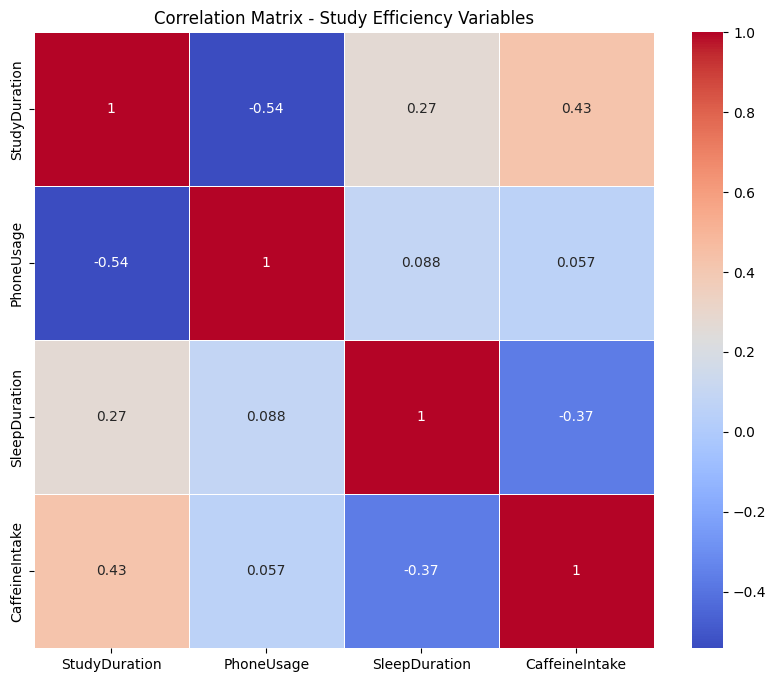 Correlation Matrix - Study Efficiency Variables
StudyDuration
1
-0.54
0.27
0.43
PhoneUsage
-0.54
1
0.088
0.057
SleepDuration
0.27
0.088
1
-0.37
CaffeineIntake
0.43
0.057
-0.37
1
StudyDuration
PhoneUsage
SleepDuration
CaffeineIntake
1.0
0.8
0.6
0.4
0.2
0.0
-0.2
-0.4